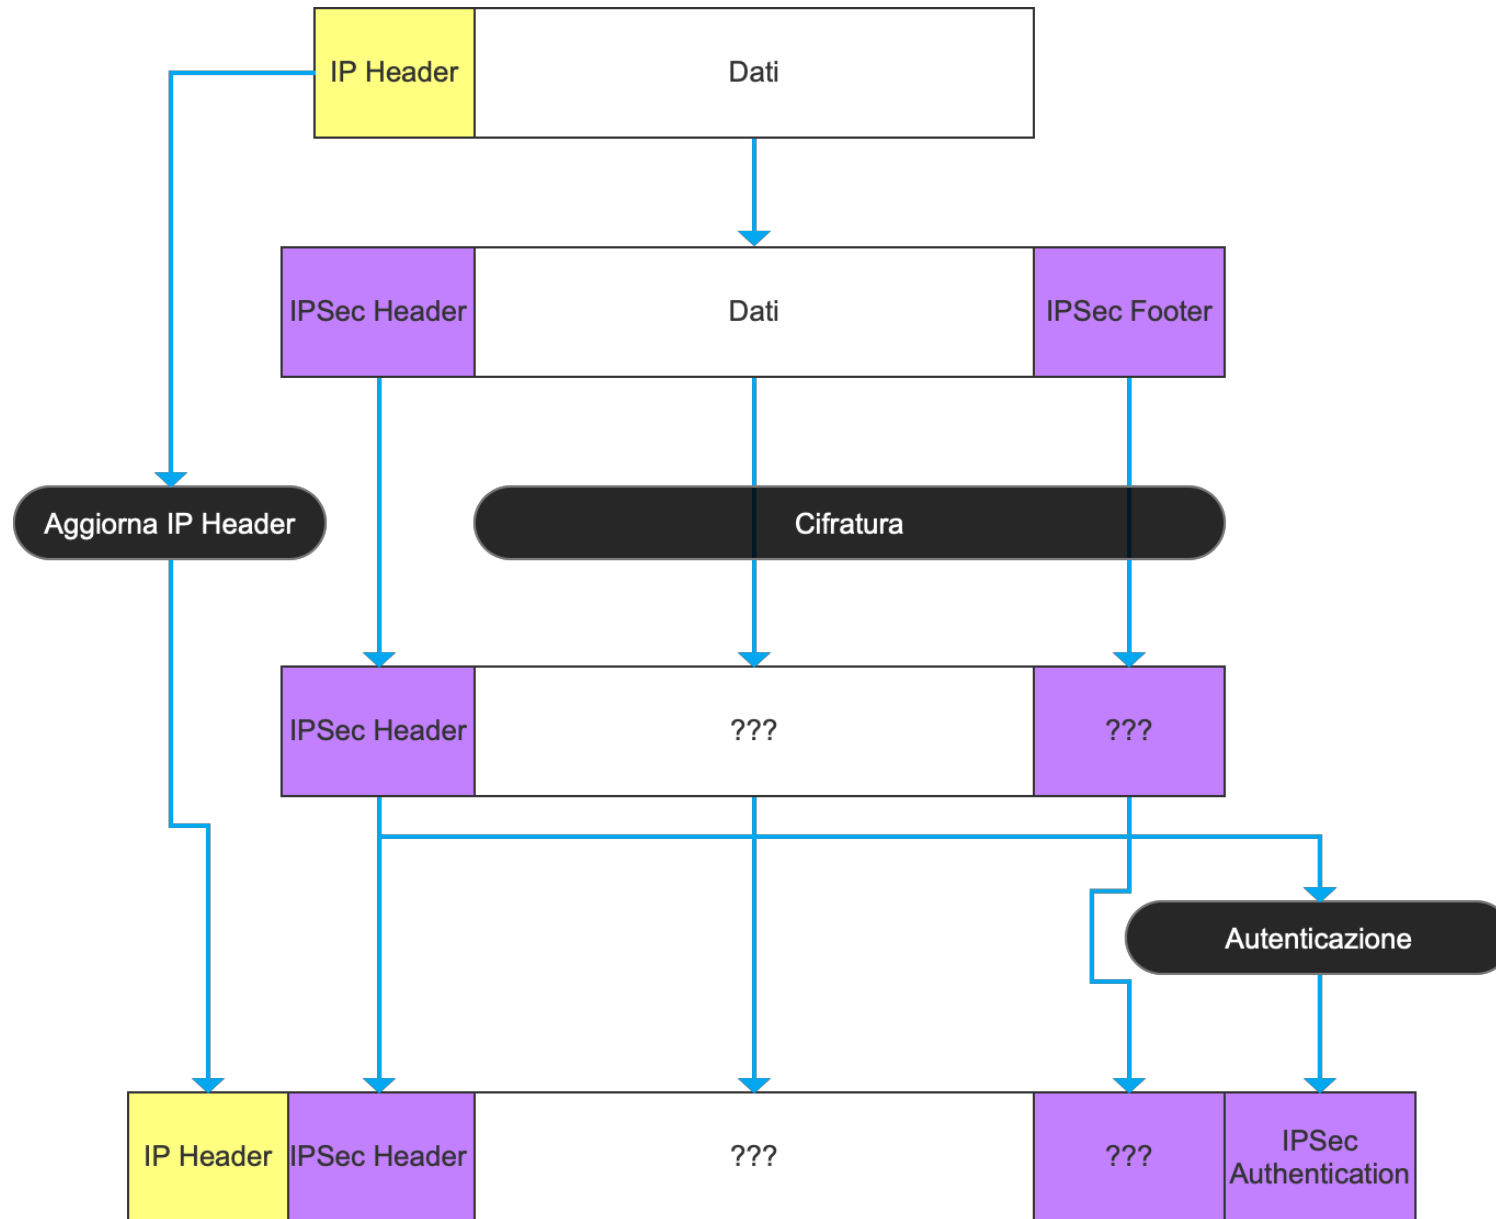 IP Header
Dati
IPSec Header
Dati
IPSec Footer
Aggiorna IP Header
Cifratura
IPSec Header
???
???
Autenticazione
IP Header
IPSec Header
???
???
IPSec
Authentication